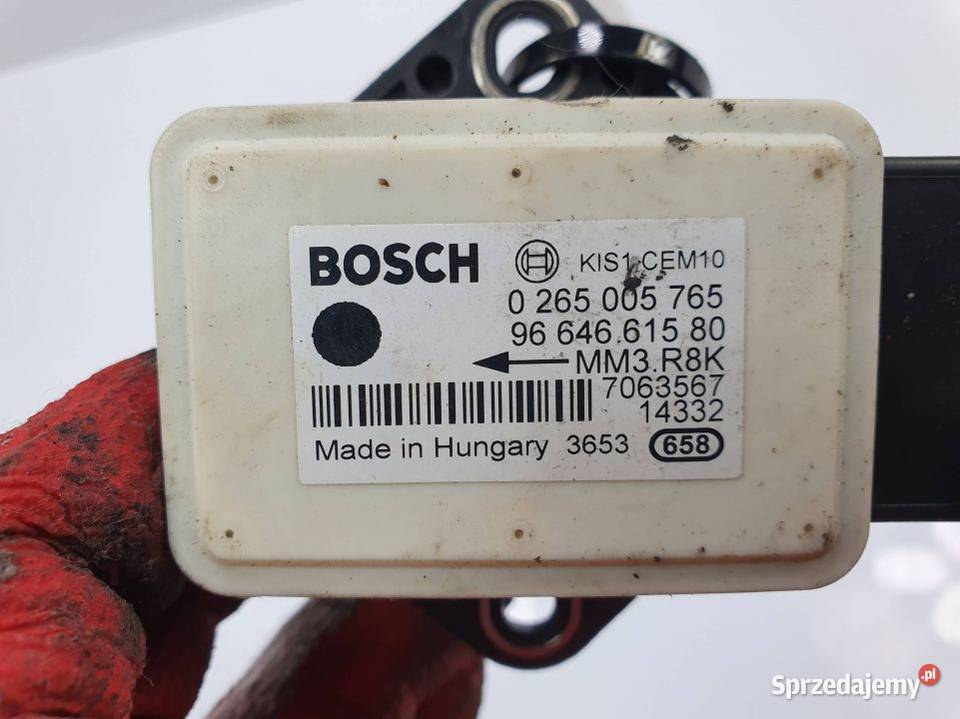 BOSCH KIS1 CEM10
0 265 005 765
96 646 615 80
MM3.R8K
7063567
14332
Made in Hungary 3653 658
Sprzedajemy.pl